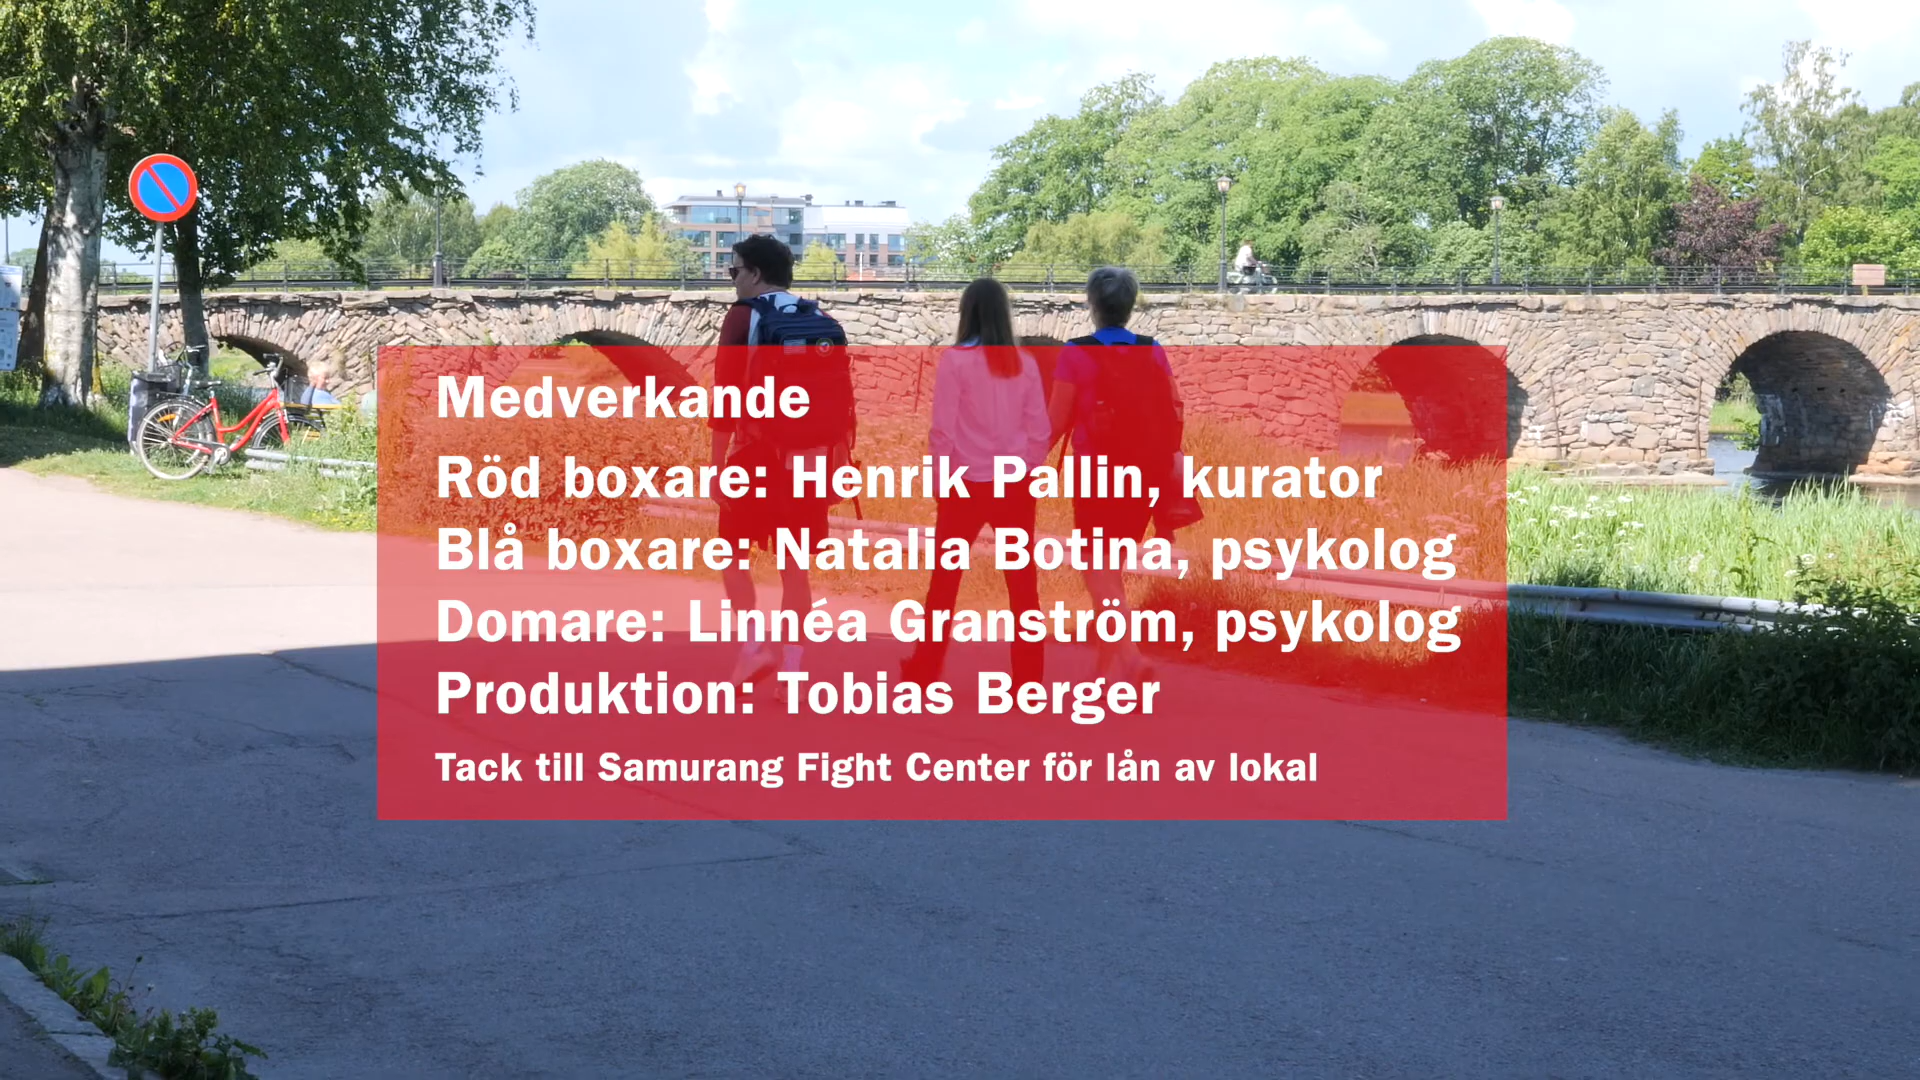 Medverkande
Röd boxare: Henrik Pallin, kurator
Blå boxare: Natalia Botina, psykolog
Domare: Linnéa Granström, psykolog
Produktion: Tobias Berger
Tack till Samurang Fight Center för lån av lokal